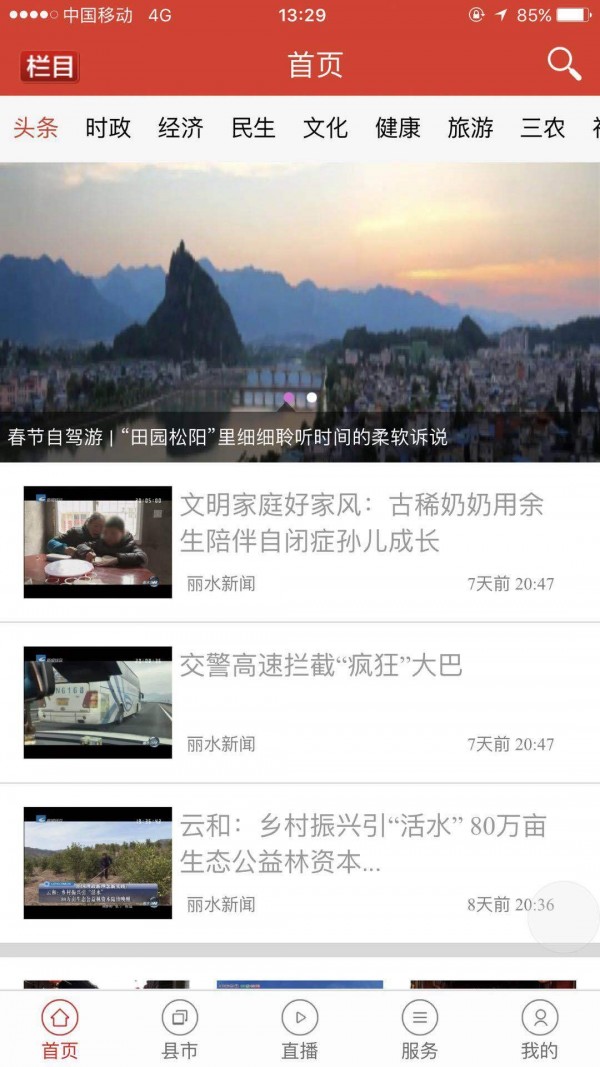 中国移动 4G 13:29 85%
栏目 首页
头条 时政 经济 民生 文化 健康 旅游 三农
春节自驾游 | “田园松阳”里细细聆听时间的柔软诉说
文明家庭好家风：古稀奶奶用余
生陪伴自闭症孙儿成长
丽水新闻 7天前 20:47
交警高速拦截“疯狂”大巴
丽水新闻 7天前 20:47
云和：乡村振兴引“活水” 80万亩
生态公益林资本...
丽水新闻 8天前 20:36
首页 县市 直播 服务 我的